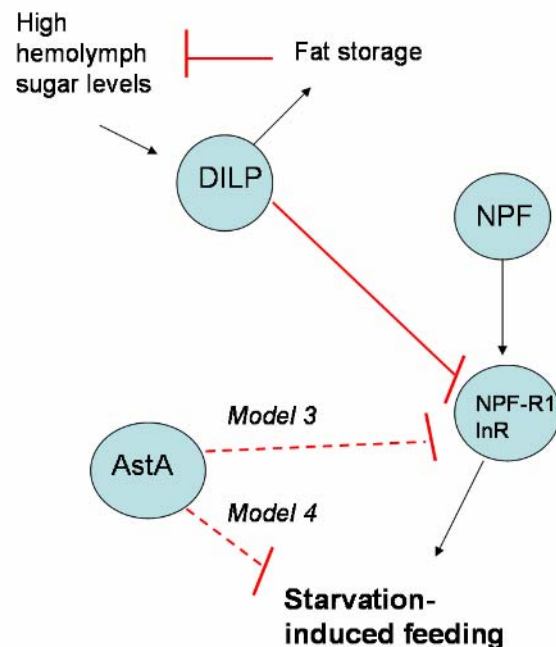 High
hemolymph
sugar levels
Fat storage
DILP
NPF
NPF-R1
InR
Model 3
AstA
Model 4
Starvation-
induced feeding